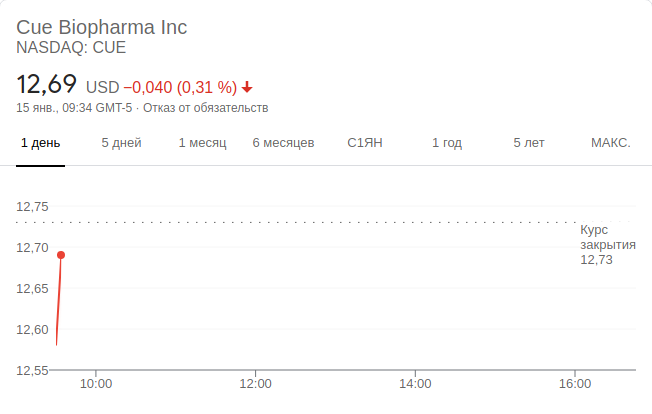 Cue Biopharma Inc
NASDAQ: CUE
12,69 USD −0,040 (0,31 %)
15 янв., 09:34 GMT-5 · Отказ от обязательств
1 день 5 дней 1 месяц 6 месяцев С1ЯН 1 год 5 лет МАКС.
12,75
12,70
12,65
12,60
12,55
Курс
закрытия
12,73
10:00 12:00 14:00 16:00